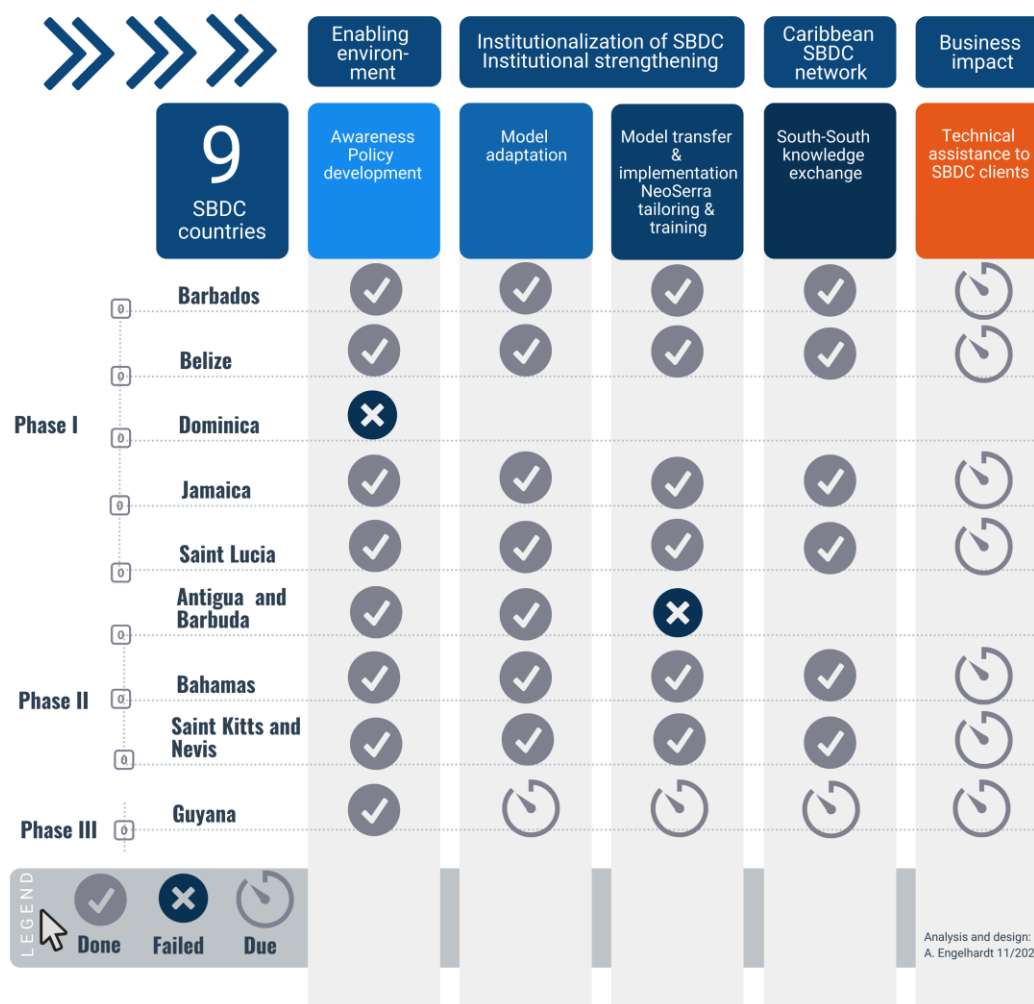 Enabling
environ-
ment
Institutionalization of SBDC
Institutional strengthening
Caribbean
SBDC
network
Business
impact
9
SBDC
countries
Awareness
Policy
development
Model
adaptation
Model transfer
&
implementation
NeoSerra
tailoring &
training
South-South
knowledge
exchange
Technical
assistance to
SBDC clients
Phase I
0
Barbados
0
Belize
0
Dominica
0
Jamaica
0
Saint Lucia
Phase II
0
Antigua and
Barbuda
0
Bahamas
0
Saint Kitts and
Nevis
Phase III
0
Guyana
LEGEND
Done
Failed
Due
Analysis and design:
A. Engelhardt 11/202